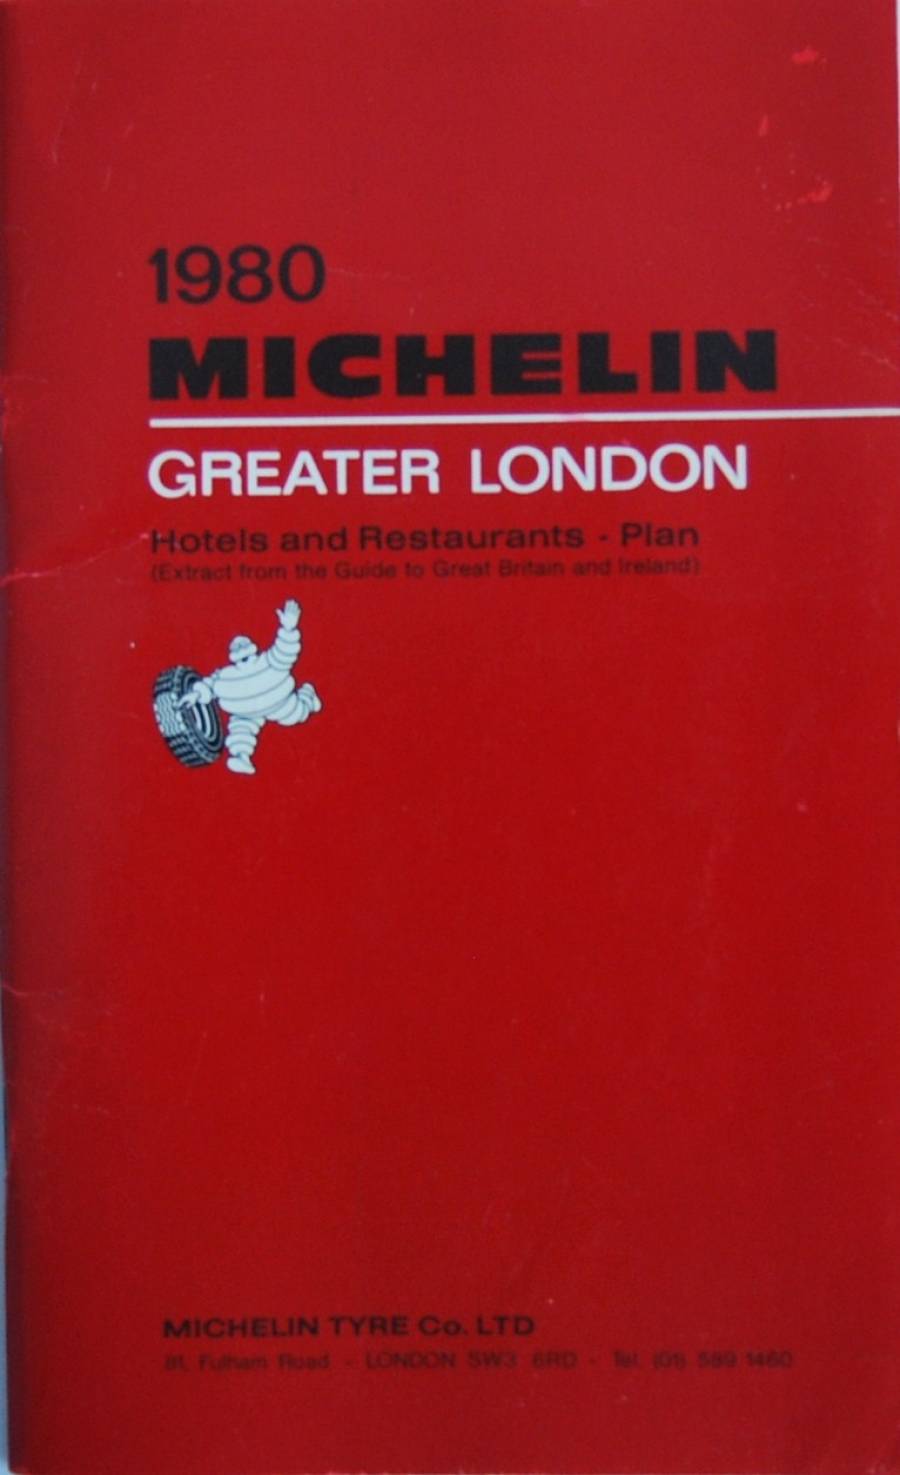 1980
MICHELIN
GREATER LONDON
Hotels and Restaurants - Plan
(Extract from the Guide to Great Britain and Ireland)
MICHELIN TYRE Co. LTD
81, Fulham Road - LONDON SW3 6RD - Tel. (01) 589 1460